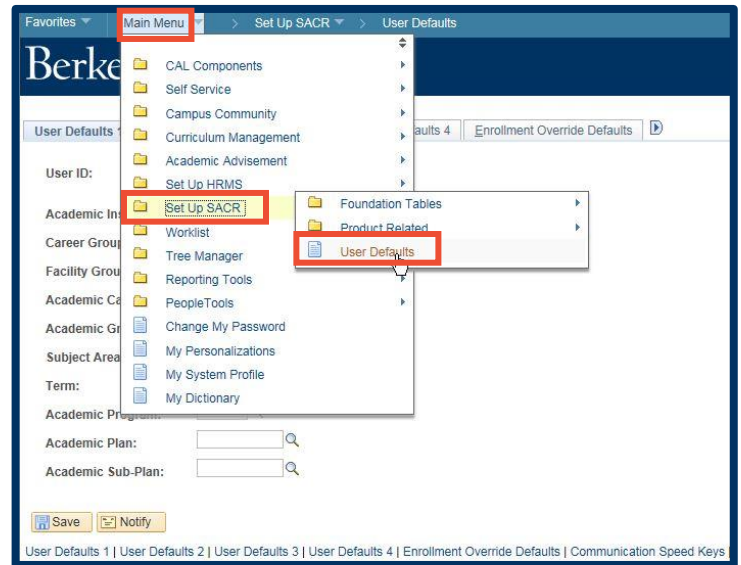 Favorites Main Menu > Set Up SACR > User Defaults
Berke
CAL Components
Self Service
Campus Community
Curriculum Management
Academic Advisement
Set Up HRMS
Set Up SACR
Worklist
Tree Manager
Reporting Tools
PeopleTools
Change My Password
My Personalizations
My System Profile
My Dictionary
Foundation Tables
Product Related
User Defaults
User Defaults
aults 4
Enrollment Override Defaults
User ID:
Academic Ins
Career Group
Facility Grou
Academic Ca
Academic Gr
Subject Area
Term:
Academic Program:
Academic Plan:
Academic Sub-Plan:
Save Notify
User Defaults 1 | User Defaults 2 | User Defaults 3 | User Defaults 4 | Enrollment Override Defaults | Communication Speed Keys |